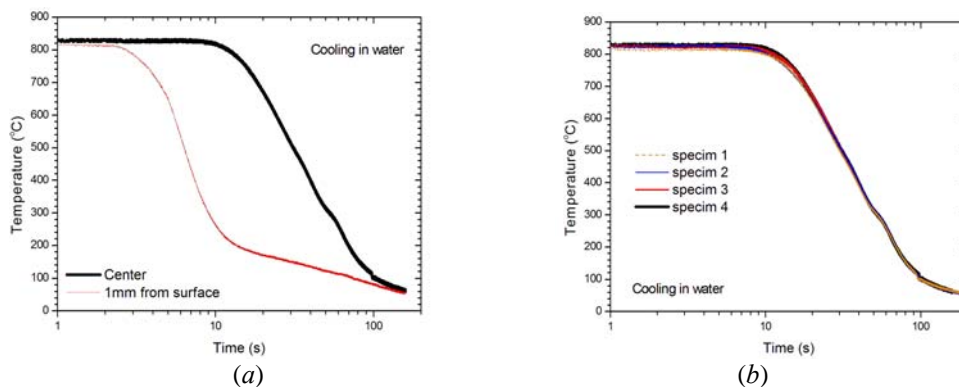 900
800
700
600
500
400
300
200
100
0
Temperature (°C)
Cooling in water
Center
1mm from surface
1
10
100
Time (s)
(a)
900
800
700
600
500
400
300
200
100
0
Temperature (°C)
specim 1
specim 2
specim 3
specim 4
Cooling in water
1
10
100
Time (s)
(b)